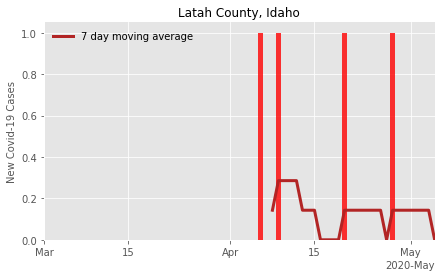 Latah County, Idaho
7 day moving average
New Covid-19 Cases
1.0
0.8
0.6
0.4
0.2
0.0
Mar 15 Apr 15 May
2020-May